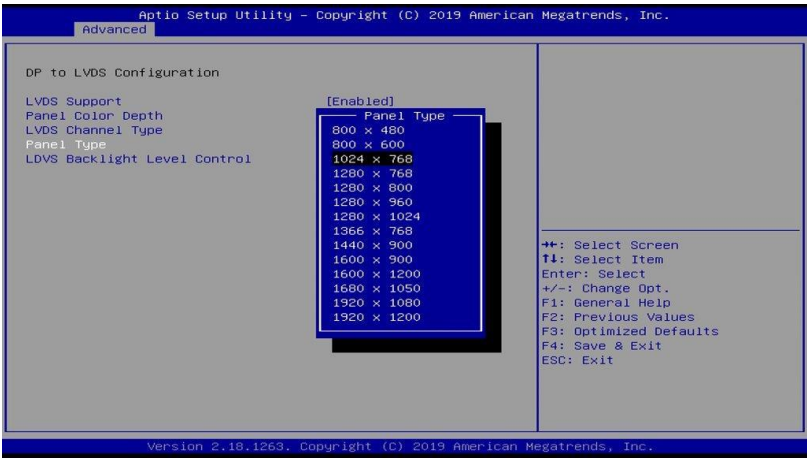 Aptio Setup Utility – Copyright (C) 2019 American Megatrends, Inc.
Advanced
DP to LVDS Configuration
LVDS Support [Enabled]
Panel Color Depth
LVDS Channel Type
Panel Type
LDVS Backlight Level Control
Panel Type
800 x 480
800 x 600
1024 x 768
1280 x 768
1280 x 800
1280 x 960
1280 x 1024
1366 x 768
1440 x 900
1600 x 900
1600 x 1200
1680 x 1050
1920 x 1080
1920 x 1200
→←: Select Screen
↑↓: Select Item
Enter: Select
+/-: Change Opt.
F1: General Help
F2: Previous Values
F3: Optimized Defaults
F4: Save & Exit
ESC: Exit
Version 2.18.1263. Copyright (C) 2019 American Megatrends, Inc.